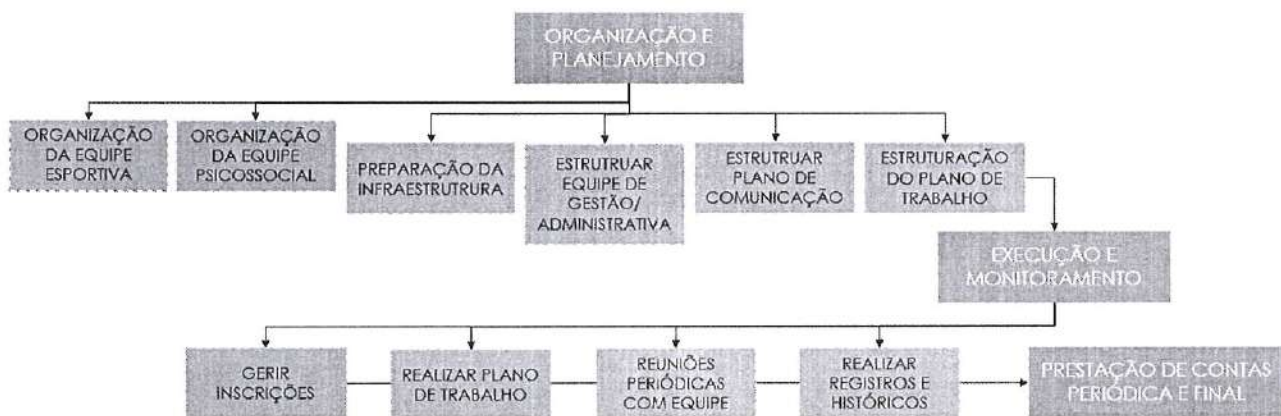 ORGANIZAÇÃO E
PLANEJAMENTO
ORGANIZAÇÃO
DA EQUIPE
ESPORTIVA
ORGANIZAÇÃO
DA EQUIPE
PSICOSSOCIAL
PREPARAÇÃO DA
INFRAESTRUTRURA
ESTRUTRUAR
EQUIPE DE
GESTÃO/
ADMINISTRATIVA
ESTRUTRUAR
PLANO DE
COMUNICAÇÃO
ESTRUTURAÇÃO
DO PLANO DE
TRABALHO
EXECUÇÃO E
MONITORAMENTO
GERIR
INSCRIÇÕES
REALIZAR PLANO
DE TRABALHO
REUNIÕES
PERIÓDICAS
COM EQUIPE
REALIZAR
REGISTROS E
HISTÓRICOS
PRESTAÇÃO DE CONTAS
PERIÓDICA E FINAL